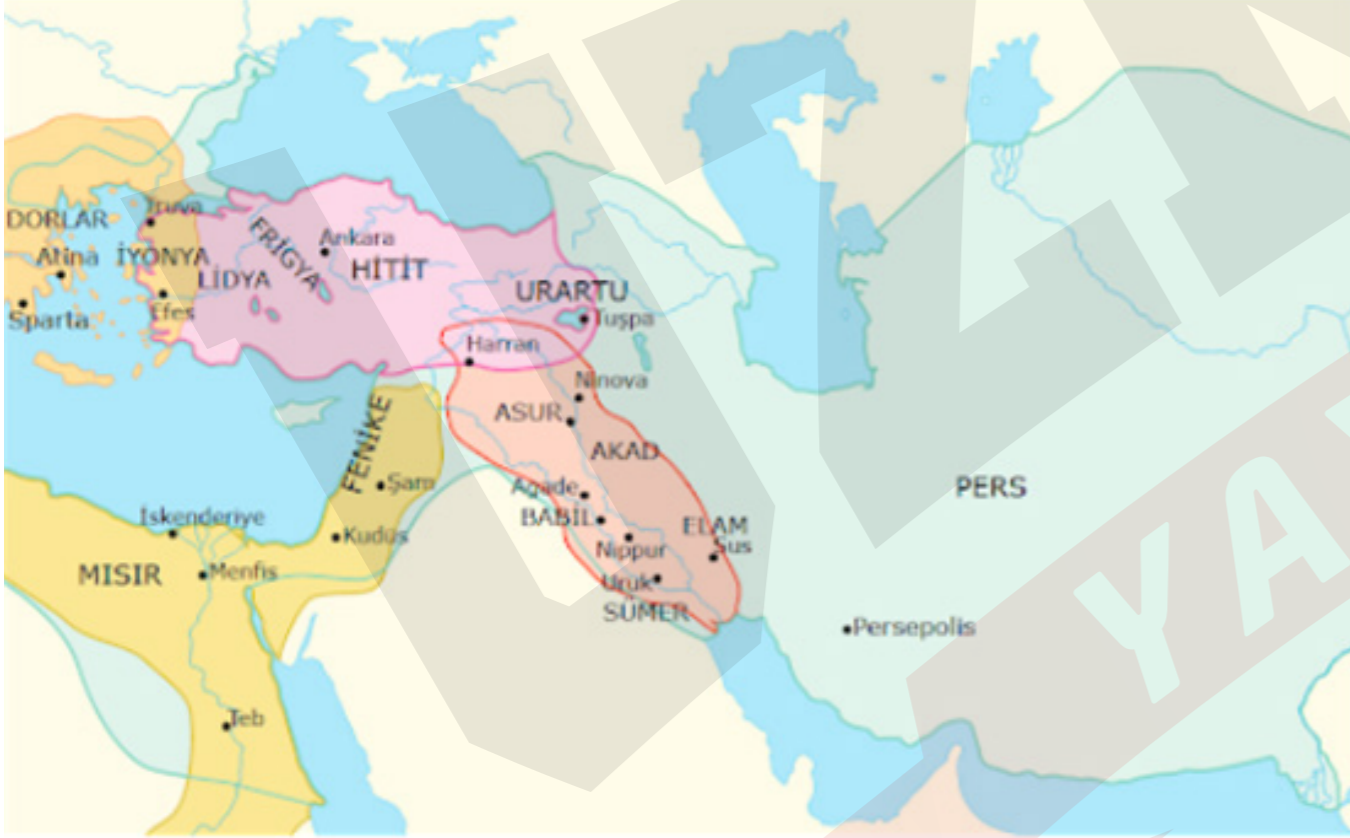 DORLAR
Truva
Atina
İYONYA
FRİGYA
Ankara
LİDYA
HİTİT
Sparta
Efes
URARTU
Tuşpa
Harran
Ninova
ASUR
AKAD
FENİKE
Şam
Agade
BABİL
ELAM
Sus
Nippur
Uruk
SÜMER
PERS
İskenderiye
Kudüs
MISIR
Menfis
Persepolis
Teb